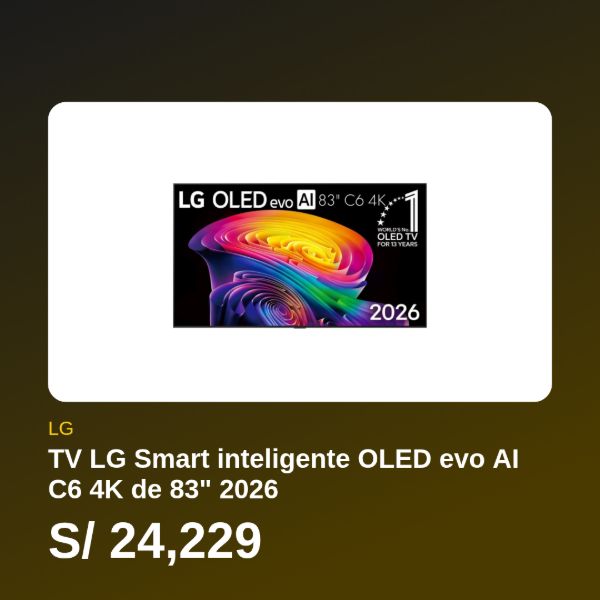 LG OLED evo AI 83" C6 4K
WORLD'S No.1
OLED TV
FOR 13 YEARS
2026
LG
TV LG Smart inteligente OLED evo AI
C6 4K de 83" 2026
S/ 24,229